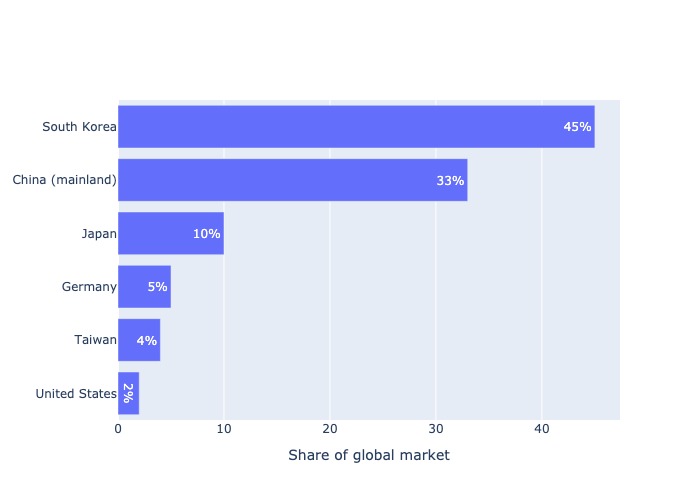 South Korea 45%
China (mainland) 33%
Japan 10%
Germany 5%
Taiwan 4%
United States 2%
0 10 20 30 40
Share of global market